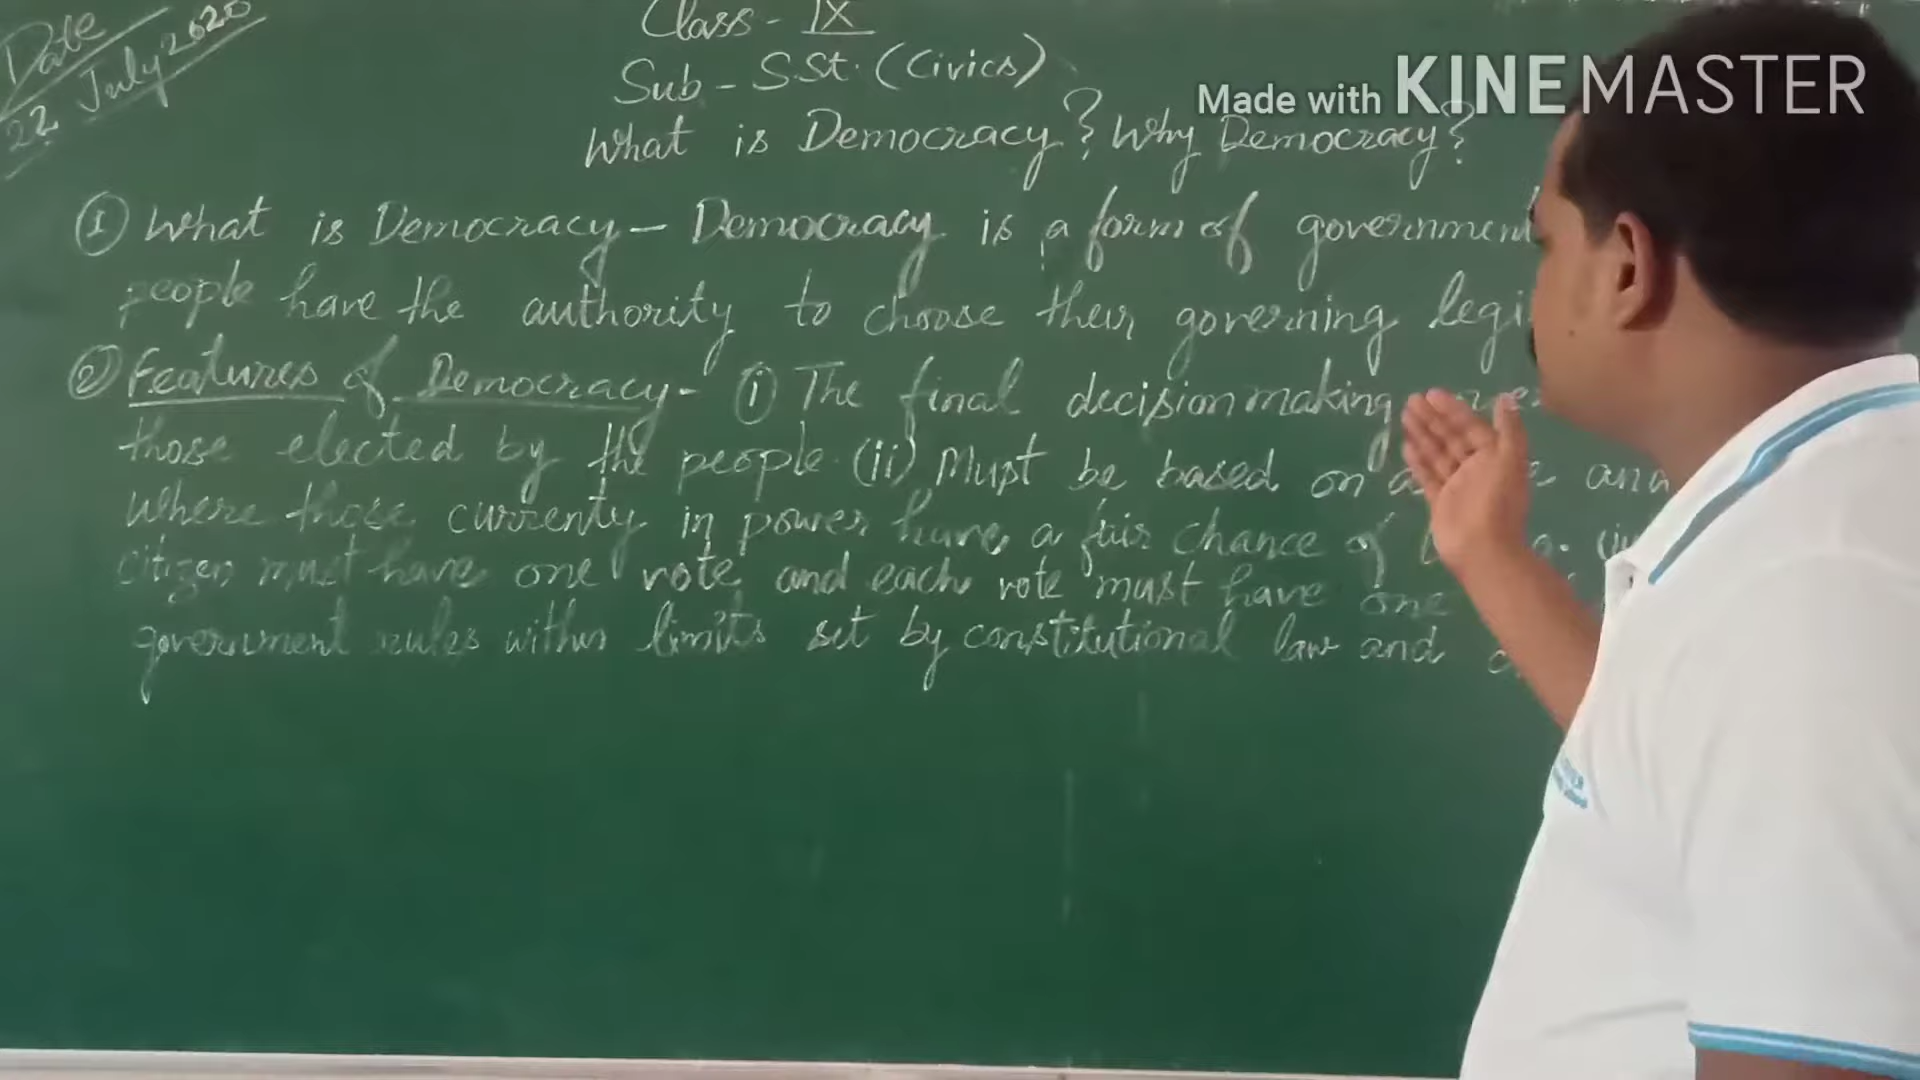 Date
22 July 2020
Class - IX
Sub - S.St. (Civics)
Made with KINEMASTER
What is Democracy? Why Democracy?
① What is Democracy - Democracy is a form of government
people have the authority to choose their governing
② Features of Democracy - ⓘ The final decision making
those elected by the people. (ii) Must be based on a
where those currenty in power have a fair chance of
citizen must have one vote and each vote must have one
government rules within limits set by constitutional law and